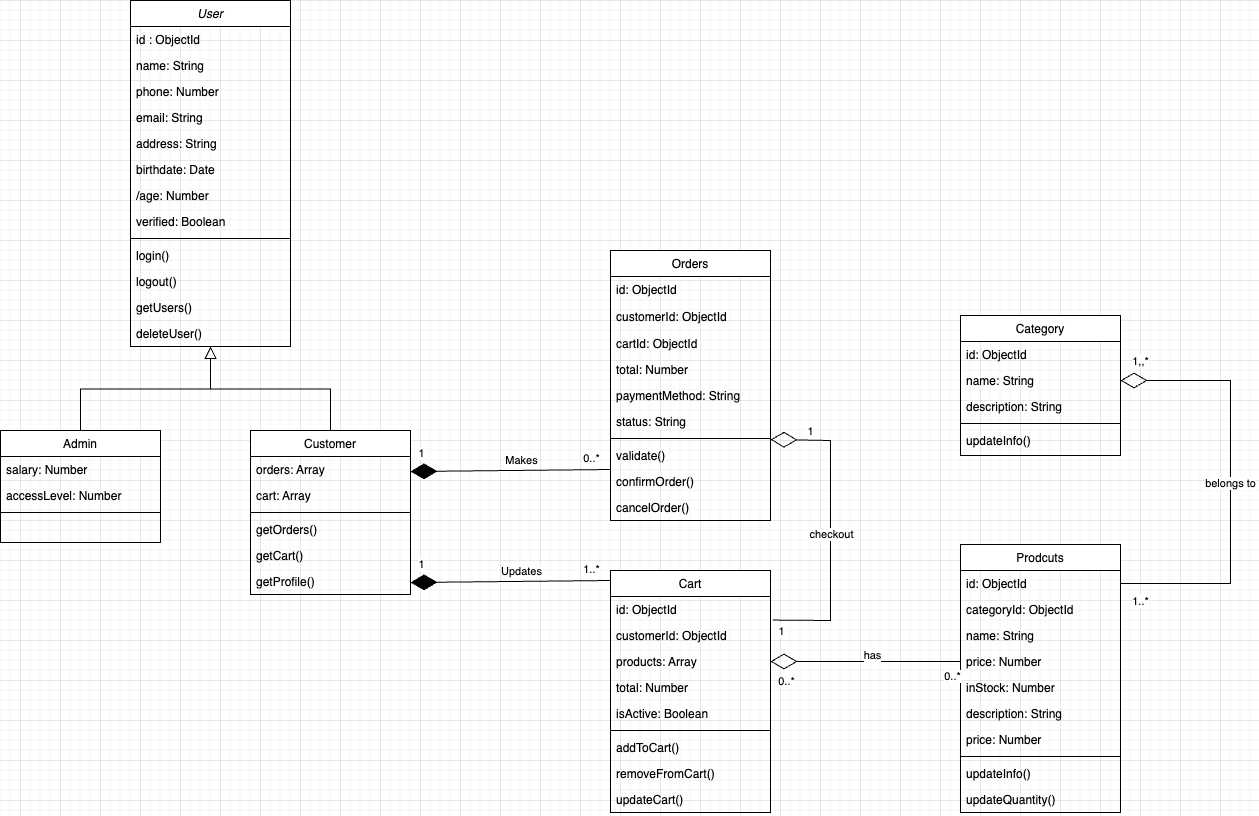 User
id : ObjectId
name: String
phone: Number
email: String
address: String
birthdate: Date
/age: Number
verified: Boolean
login()
logout()
getUsers()
deleteUser()
Admin
salary: Number
accessLevel: Number
Customer
orders: Array
cart: Array
getOrders()
getCart()
getProfile()
1
Makes
0..*
1
Updates
1..*
Orders
id: ObjectId
customerId: ObjectId
cartId: ObjectId
total: Number
paymentMethod: String
status: String
validate()
confirmOrder()
cancelOrder()
1
checkout
1
Cart
id: ObjectId
customerId: ObjectId
products: Array
total: Number
isActive: Boolean
addToCart()
removeFromCart()
updateCart()
has
0..*
0..*
Category
id: ObjectId
name: String
description: String
updateInfo()
1,,*
belongs to
1..*
Prodcuts
id: ObjectId
categoryId: ObjectId
name: String
price: Number
inStock: Number
description: String
price: Number
updateInfo()
updateQuantity()